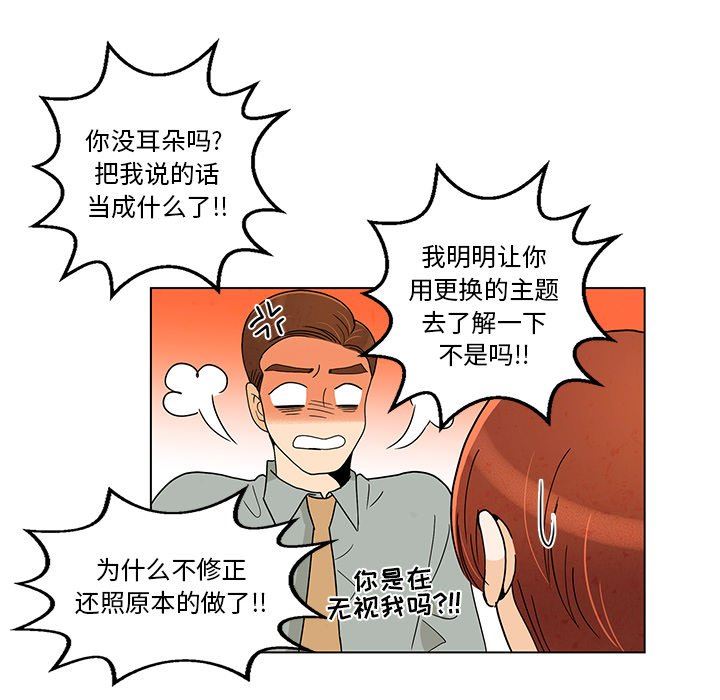 你没耳朵吗?
把我说的话
当成什么了!!
我明明让你
用更换的主题
去了解一下
不是吗!!
为什么不修正
还照原本的做了!!
你是在
无视我吗?!!